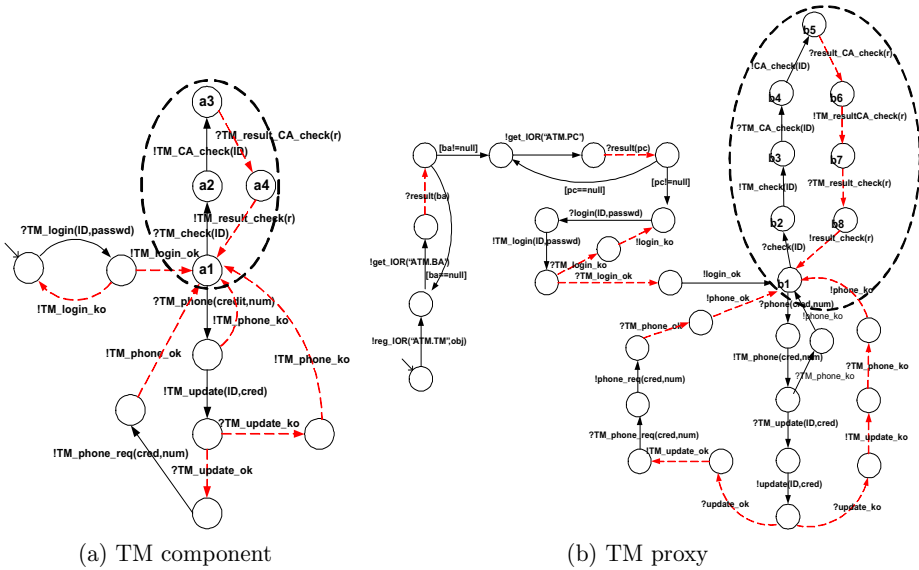 a3
?TM_result_CA_check(r)
!TM_CA_check(ID)
a2
a4
!TM_result_check(r)
?TM_check(ID)
?TM_login(ID,passwd)
!TM_login_ok
a1
!TM_login_ko
?TM_phone(credit,num)
!TM_phone_ko
!TM_phone_ok
!TM_phone_ko
!TM_update(ID,cred)
?TM_update_ko
!TM_phone_req(cred,num)
?TM_update_ok
(a) TM component
b5
?result_CA_check(r)
!CA_check(ID)
b4
b6
!TM_resultCA_check(r)
?TM_CA_check(ID)
b3
b7
?TM_result_check(r)
!TM_check(ID)
b2
b8
!result_check(r)
?check(ID)
b1
!get_IOR("ATM.PC")
[ba!=null]
?result(pc)
[pc==null]
[pc!=null]
?result(ba)
?login(ID,passwd)
!TM_login(ID,passwd)
!login_ko
?TM_login_ko
?TM_login_ok
!login_ok
!get_IOR("ATM.BA")
[ba==null]
!reg_IOR("ATM.TM",obj)
!phone_ko
?phone(cred,num)
!phone_ok
!phone_ko
?TM_phone_ok
!TM_phone(cred,num)
?TM_phone_ko
?TM_phone_ko
!phone_req(cred,num)
?TM_update(ID,cred)
!TM_update_ko
?TM_phone_req(cred,num)
!TM_update_ok
!update(ID,cred)
?update_ok
?update_ko
(b) TM proxy